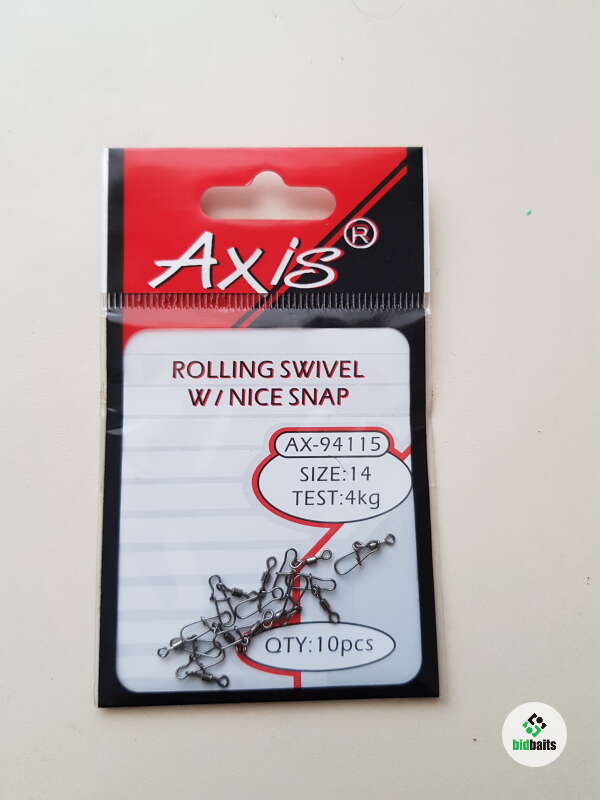 Axis®
ROLLING SWIVEL
W/NICE SNAP
AX-94115
SIZE:14
TEST:4kg
QTY:10pcs
bidbaits